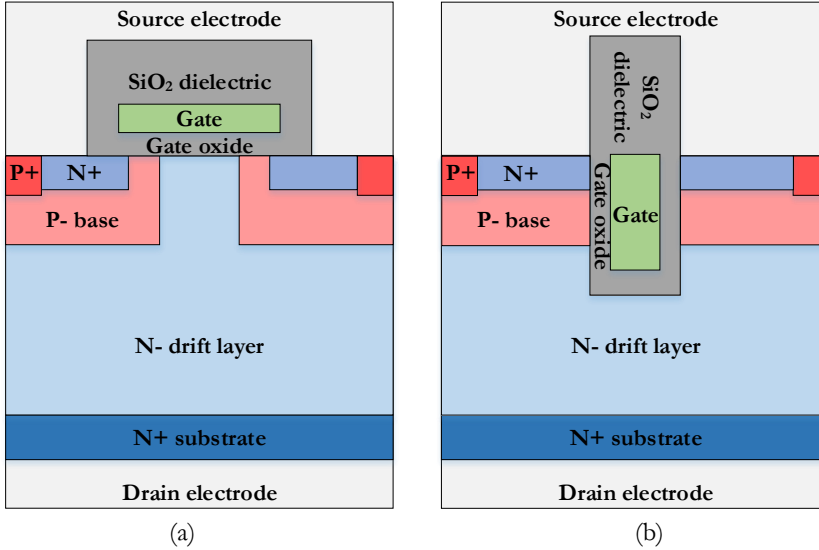 Source electrode
SiO₂ dielectric
Gate
Gate oxide
P+
N+
P- base
N- drift layer
N+ substrate
Drain electrode
(a)
Source electrode
SiO₂
dielectric
P+
N+
Gate oxide
Gate
P- base
N- drift layer
N+ substrate
Drain electrode
(b)